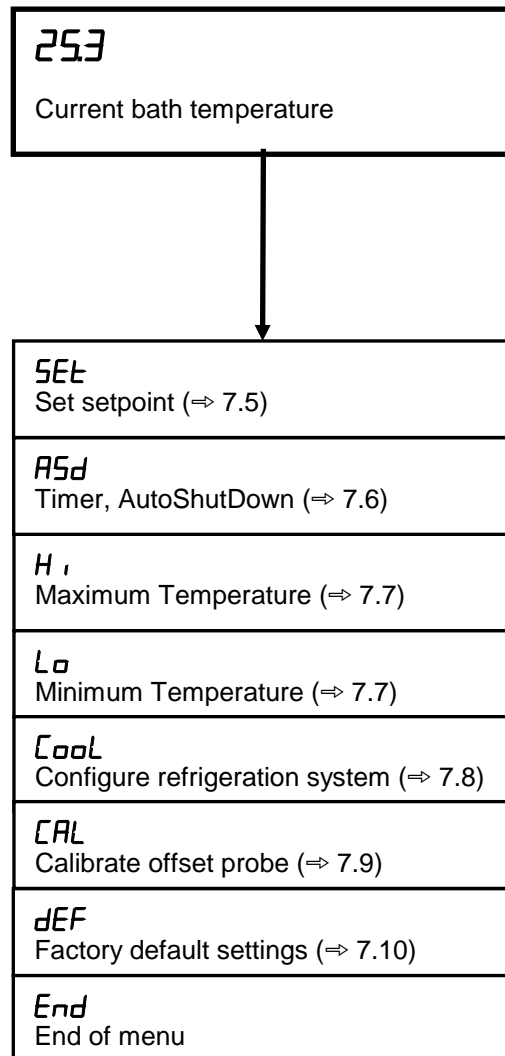 25.3
Current bath temperature
SEt
Set setpoint (⇨ 7.5)
ASd
Timer, AutoShutDown (⇨ 7.6)
Hi
Maximum Temperature (⇨ 7.7)
Lo
Minimum Temperature (⇨ 7.7)
CooL
Configure refrigeration system (⇨ 7.8)
CAL
Calibrate offset probe (⇨ 7.9)
dEF
Factory default settings (⇨ 7.10)
End
End of menu